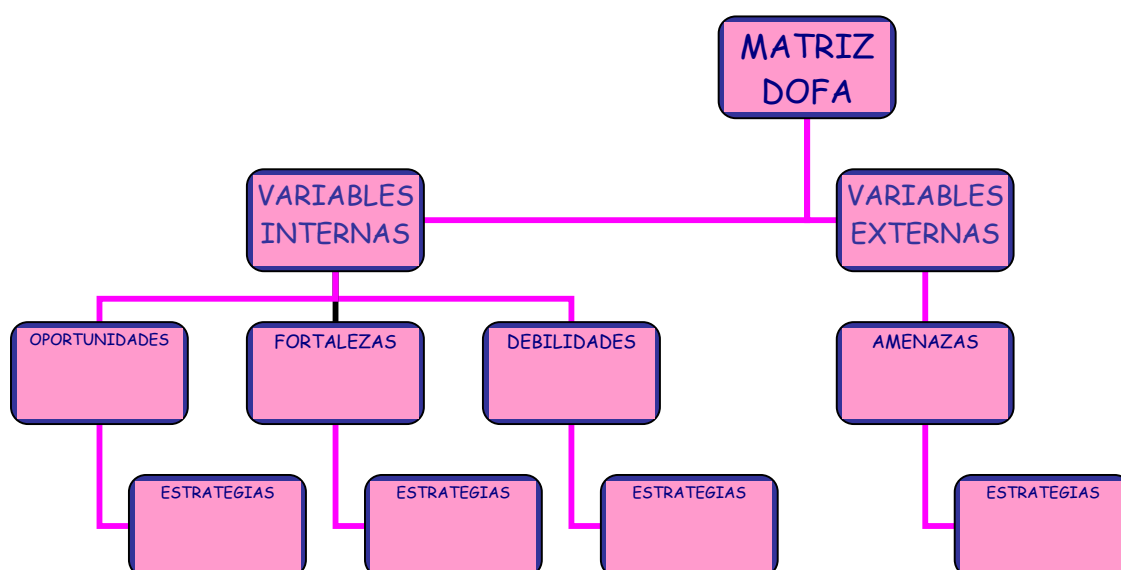 MATRIZ
DOFA
VARIABLES
INTERNAS
VARIABLES
EXTERNAS
OPORTUNIDADES
FORTALEZAS
DEBILIDADES
AMENAZAS
ESTRATEGIAS
ESTRATEGIAS
ESTRATEGIAS
ESTRATEGIAS